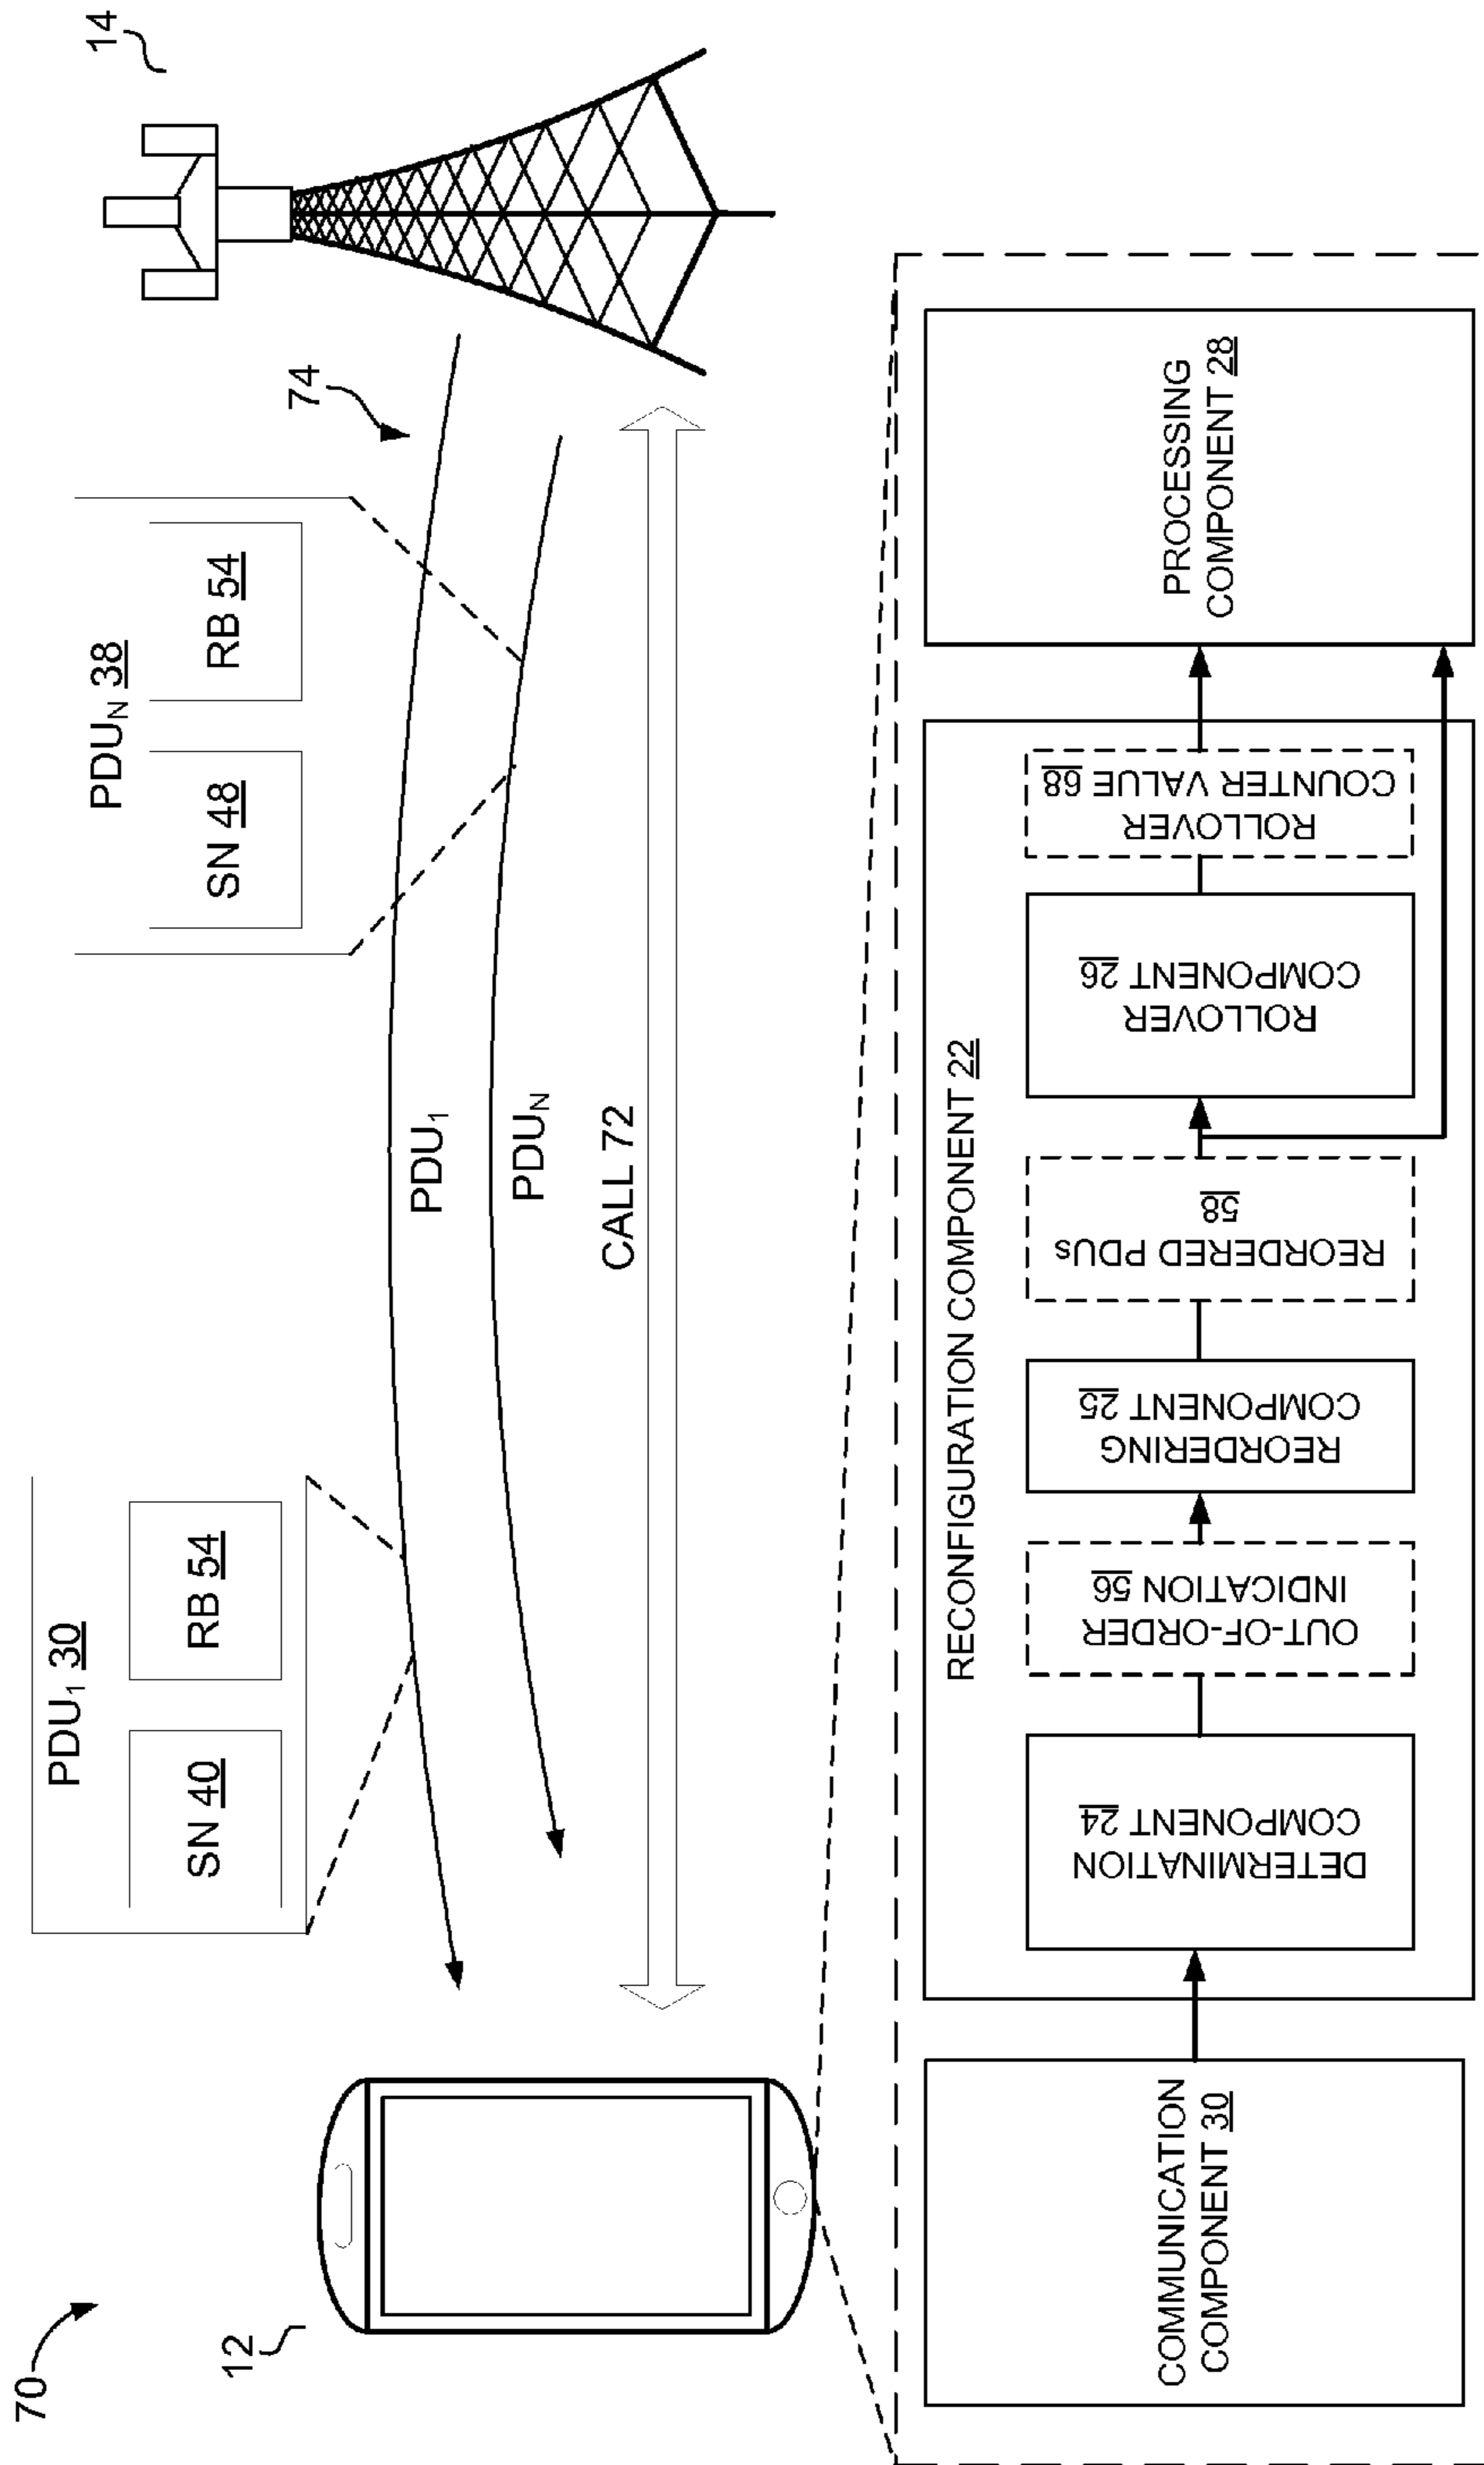 70
12
14
PDU1 30
SN 40
RB 54
PDUN 38
SN 48
RB 54
74
PDU1
PDUN
CALL 72
COMMUNICATION
COMPONENT 30
RECONFIGURATION COMPONENT 22
DETERMINATION
COMPONENT 24
OUT-OF-ORDER
INDICATION 56
REORDERING
COMPONENT 25
REORDERED PDUs
58
ROLLOVER
COMPONENT 26
ROLLOVER
COUNTER VALUE 68
PROCESSING
COMPONENT 28